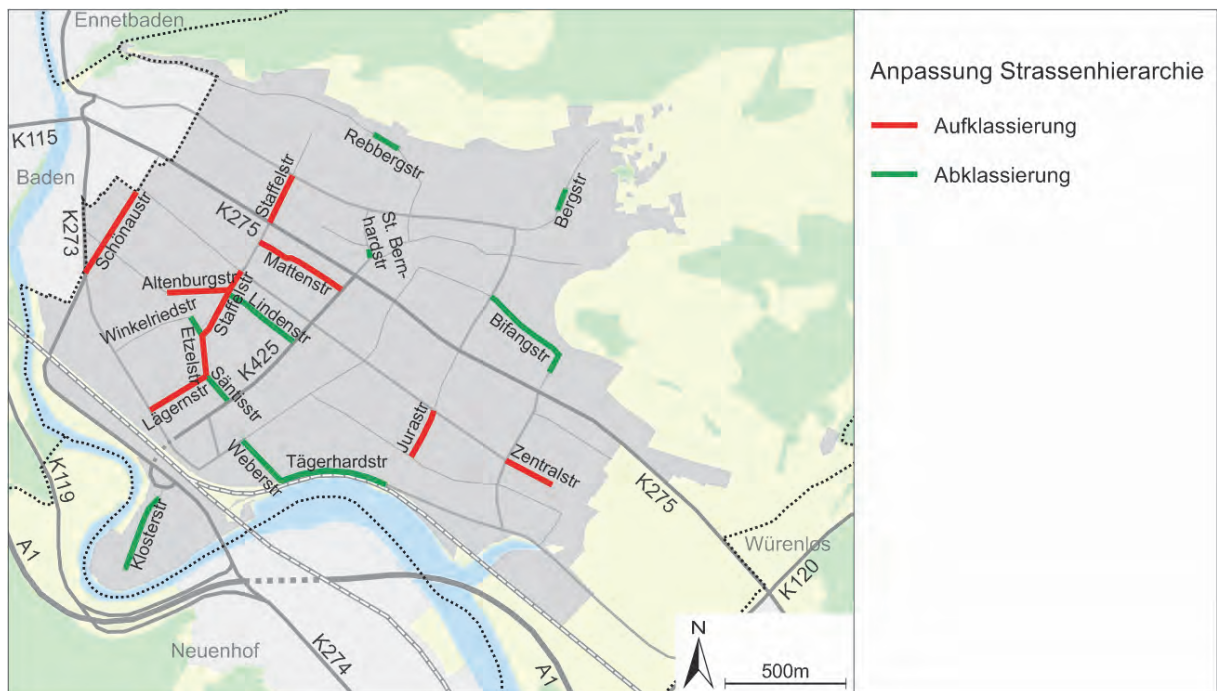 Ennetbaden
K115
Baden
K273
Schönaustr
Rebbergstr
Staffelstr
K275
St. Bern-
hardstr
Bergstr
Mattenstr
Altenburgstr
Staffelstr
Lindenstr
Winkelriedstr
Etzelstr
K425
Säntisstr
Lägernstr
Bifangstr
Jurastr
Zentralstr
Weberstr
Tägerhardstr
K275
K119
Klosterstr
A1
Würenlos
K120
Neuenhof
K274
A1
N
500m
Anpassung Strassenhierarchie
Aufklassierung
Abklassierung